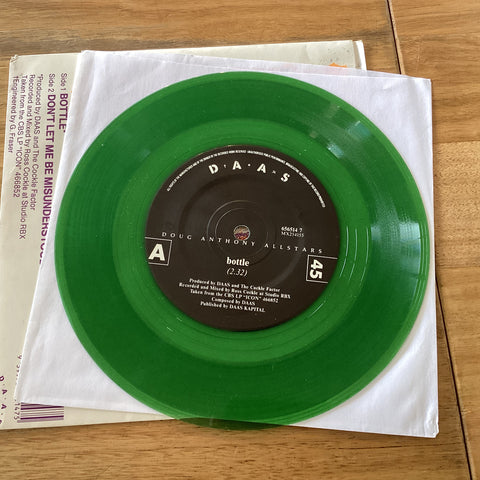 D·A·A·S
656514 7
MX214155
DOUG ANTHONY ALLSTARS
A
45
bottle
(2.32)
Produced by DAAS and The Cockle Factor
Recorded and Mixed by Ross Cockle at Studio RBX
Taken from the CBS LP "ICON" 466852
Composed by DAAS
Published by DAAS KAPITAL
Side 1 BOTTLE*
Side 2 DON'T LET ME BE MISUNDERSTOOD
*Produced by DAAS and The Cockle Factor
Recorded and Mixed by Ross Cockle at Studio RBX
Taken from the CBS LP "ICON" 466852
†Engineered by G. Fraser
D A A S